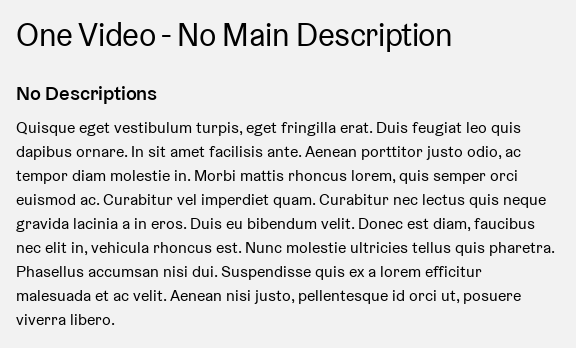 One Video - No Main Description
No Descriptions
Quisque eget vestibulum turpis, eget fringilla erat. Duis feugiat leo quis
dapibus ornare. In sit amet facilisis ante. Aenean porttitor justo odio, ac
tempor diam molestie in. Morbi mattis rhoncus lorem, quis semper orci
euismod ac. Curabitur vel imperdiet quam. Curabitur nec lectus quis neque
gravida lacinia a in eros. Duis eu bibendum velit. Donec est diam, faucibus
nec elit in, vehicula rhoncus est. Nunc molestie ultricies tellus quis pharetra.
Phasellus accumsan nisi dui. Suspendisse quis ex a lorem efficitur
malesuada et ac velit. Aenean nisi justo, pellentesque id orci ut, posuere
viverra libero.